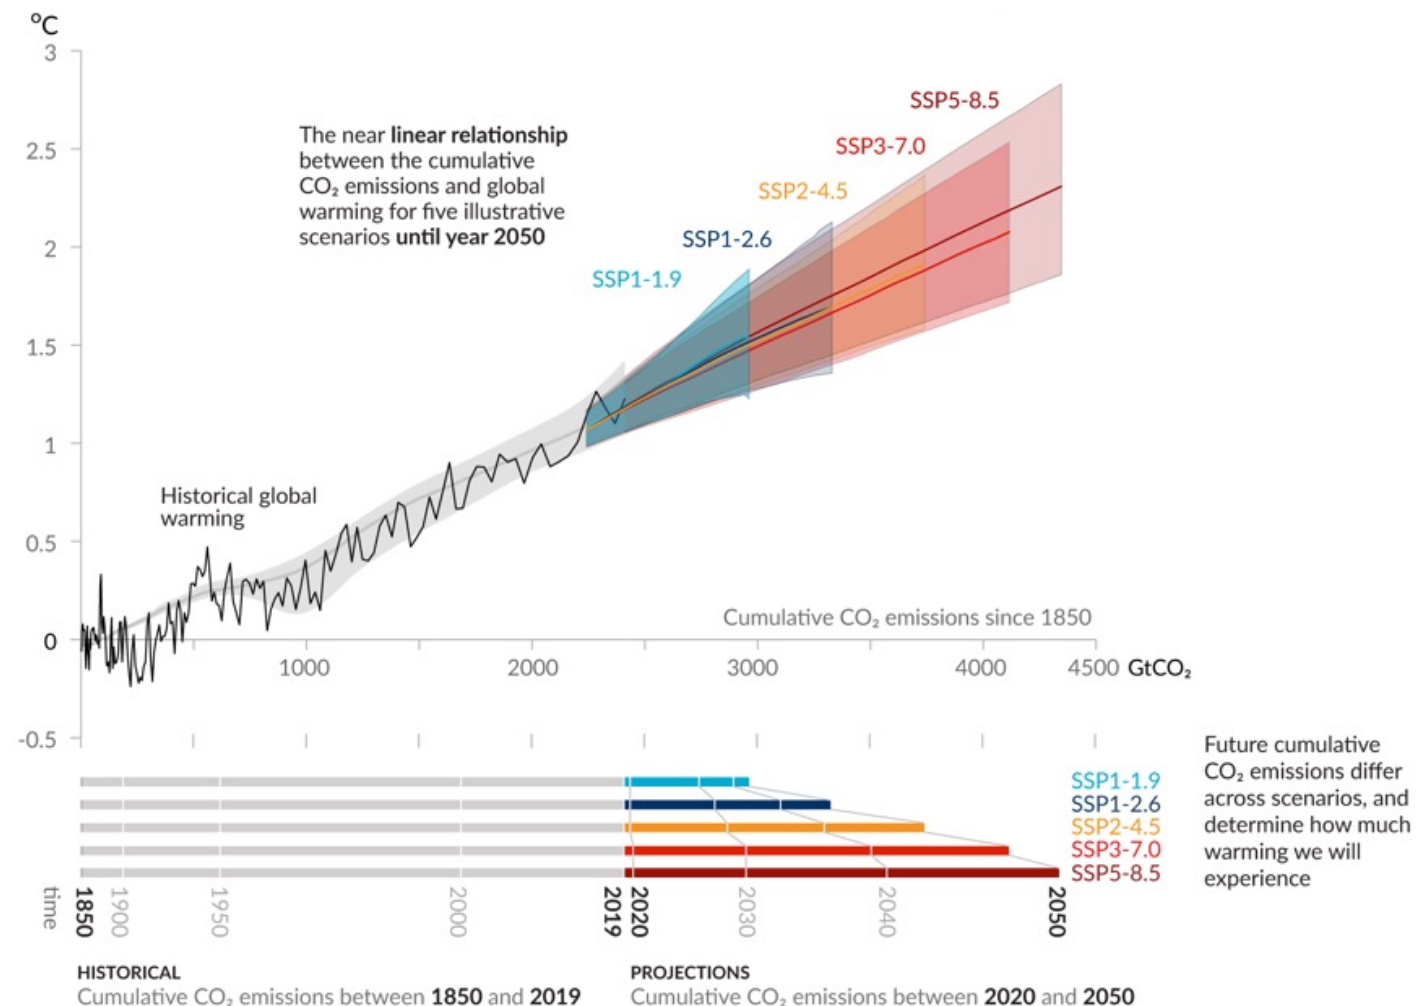 ºC
3
SSP5-8.5
The near linear relationship
between the cumulative
CO₂ emissions and global
warming for five illustrative
scenarios until year 2050
2.5
SSP3-7.0
SSP2-4.5
2
SSP1-2.6
SSP1-1.9
1.5
1
Historical global
warming
0.5
Cumulative CO₂ emissions since 1850
0
1000
2000
3000
4000
4500 GtCO₂
-0.5
Future cumulative
CO₂ emissions differ
across scenarios, and
determine how much
warming we will
experience
SSP1-1.9
SSP1-2.6
SSP2-4.5
SSP3-7.0
SSP5-8.5
time
1850
1900
1950
2000
2019
2020
2030
2040
2050
HISTORICAL
Cumulative CO₂ emissions between 1850 and 2019
PROJECTIONS
Cumulative CO₂ emissions between 2020 and 2050